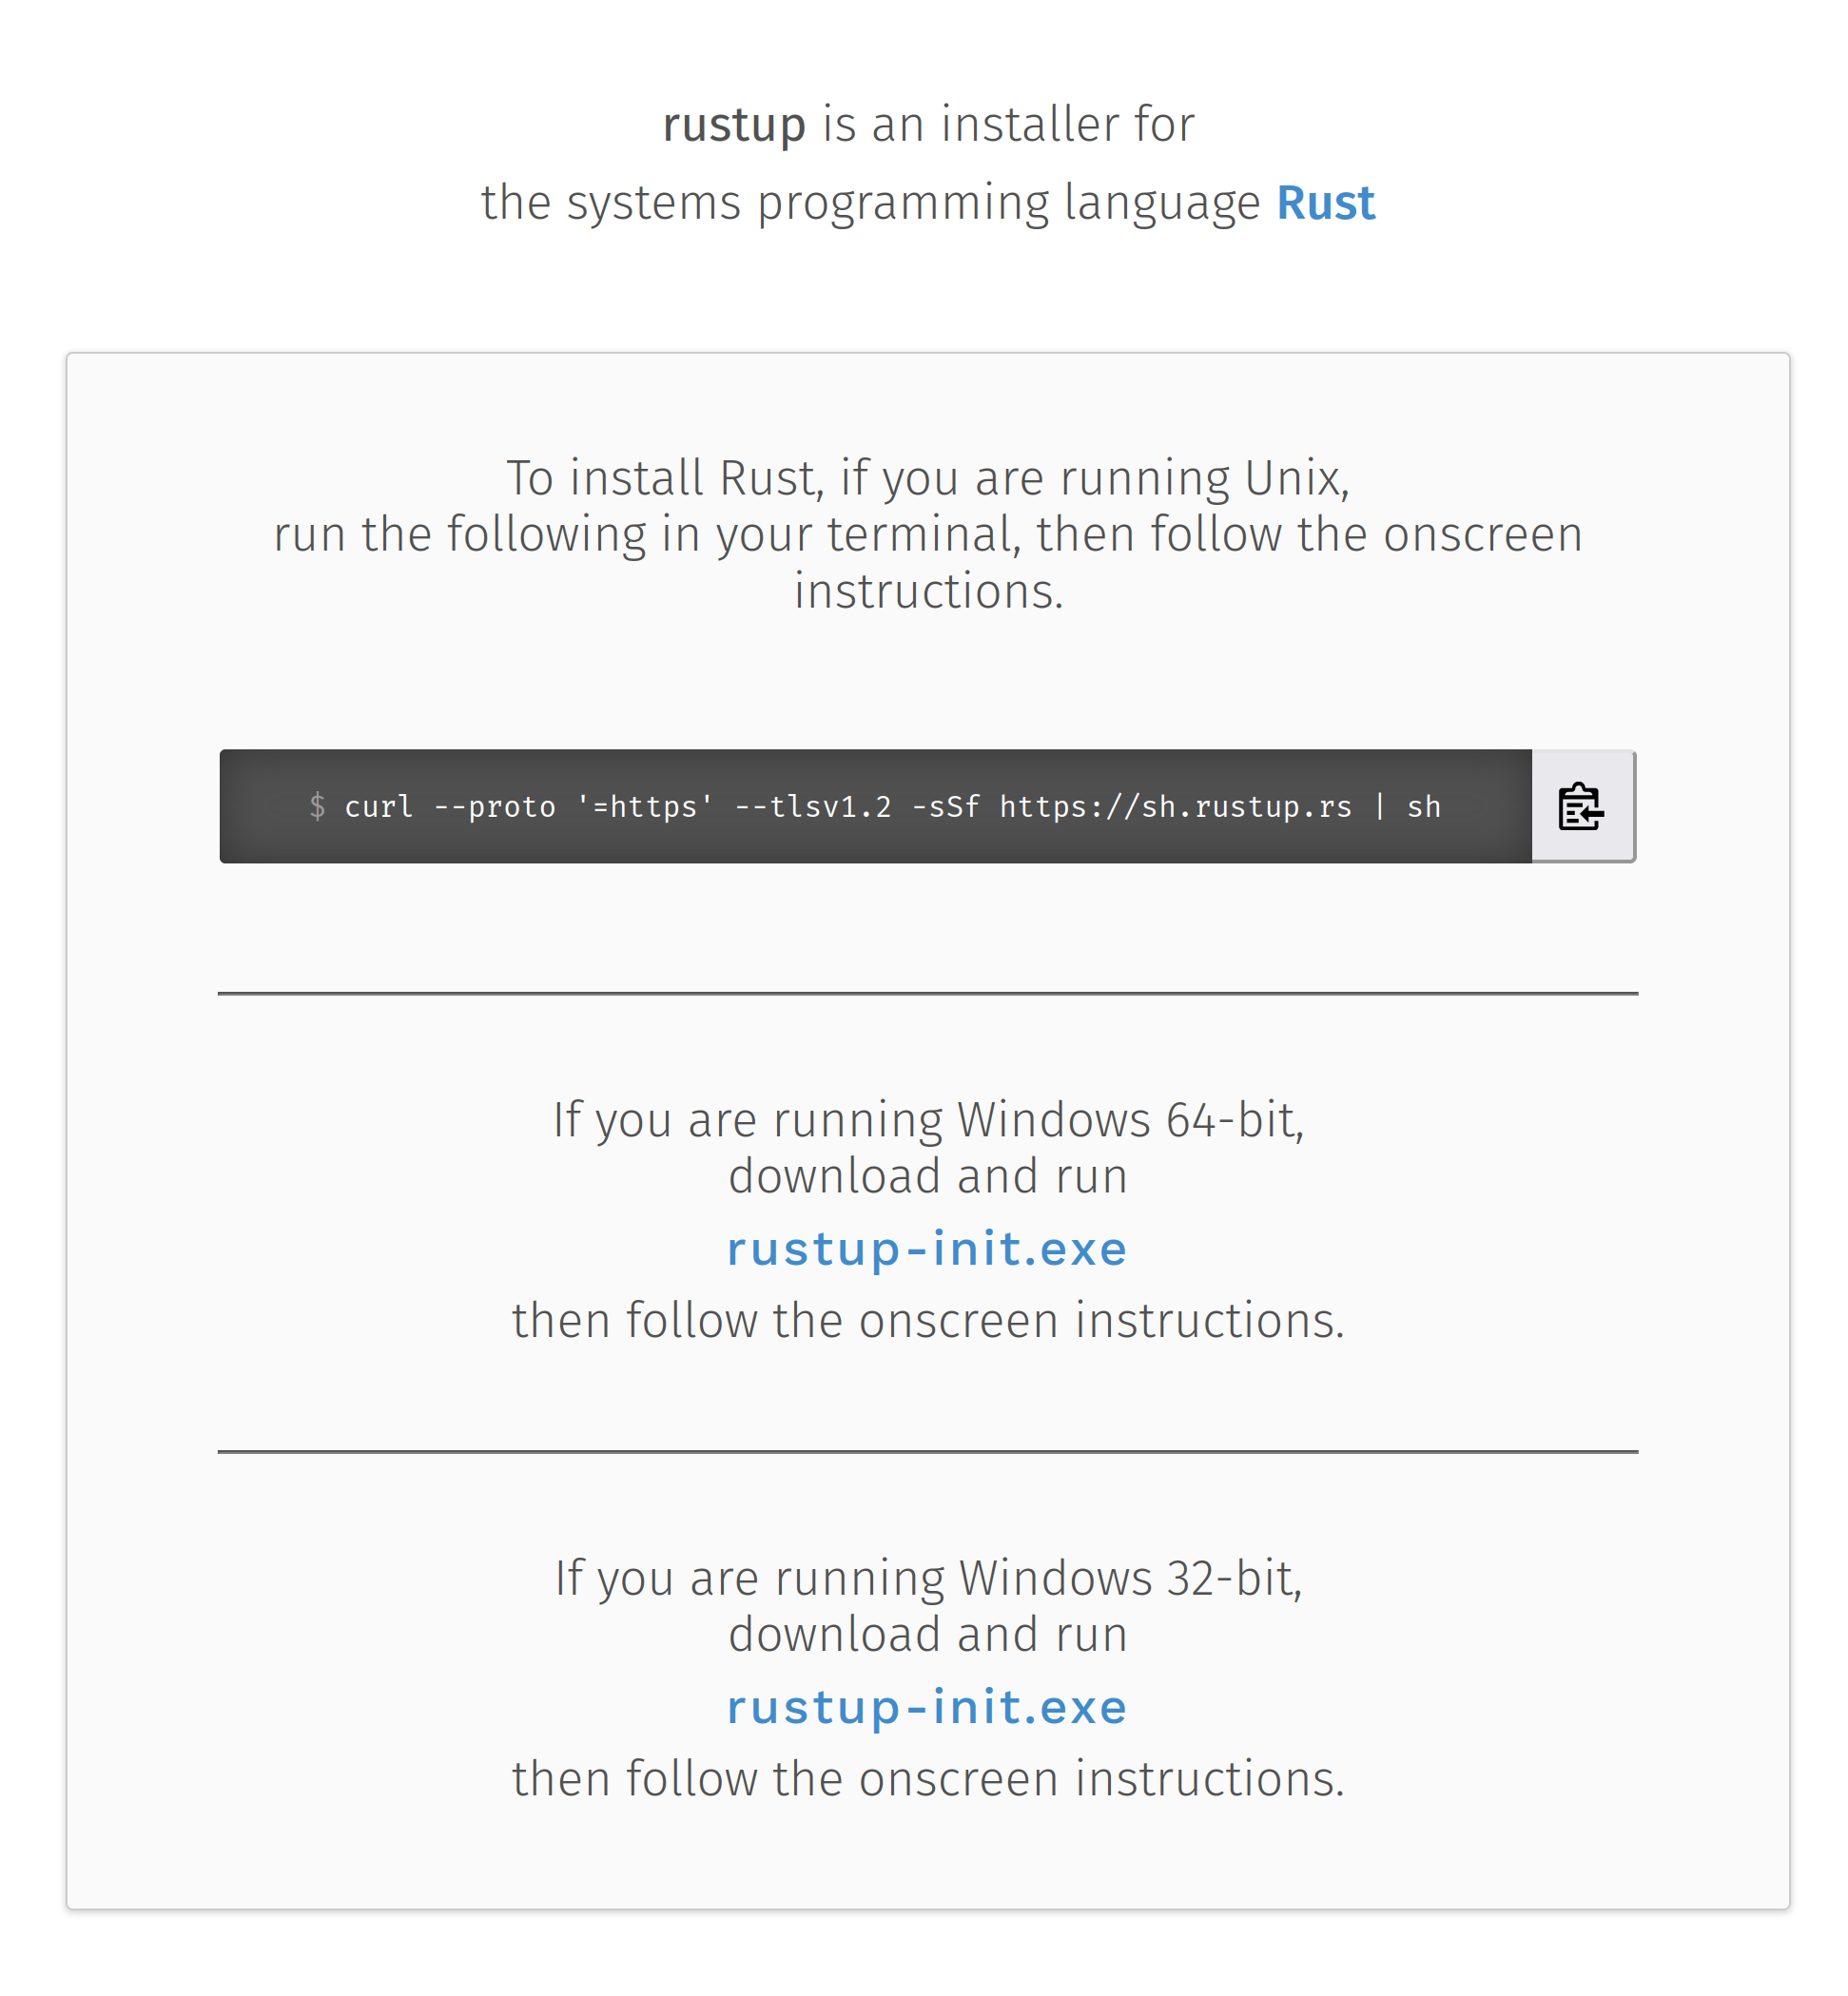 rustup is an installer for
the systems programming language Rust
To install Rust, if you are running Unix,
run the following in your terminal, then follow the onscreen
instructions.
$ curl --proto '=https' --tlsv1.2 -sSf https://sh.rustup.rs | sh
If you are running Windows 64-bit,
download and run
rustup-init.exe
then follow the onscreen instructions.
If you are running Windows 32-bit,
download and run
rustup-init.exe
then follow the onscreen instructions.